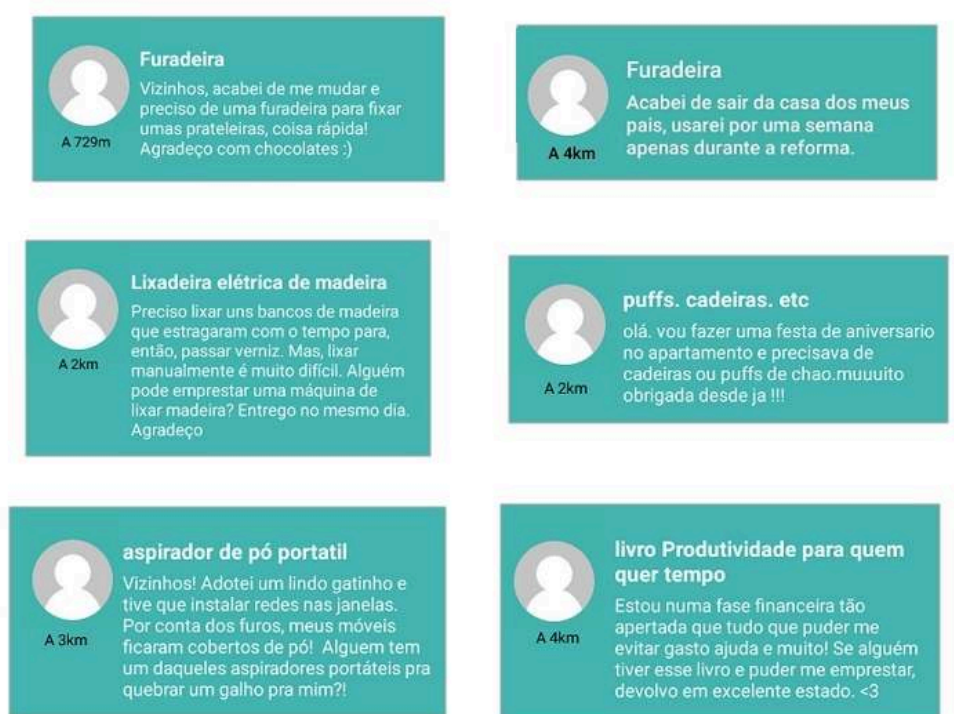 Furadeira
Vizinhos, acabei de me mudar e
preciso de uma furadeira para fixar
umas prateleiras, coisa rápida!
Agradeço com chocolates :)
A 729m
Furadeira
Acabei de sair da casa dos meus
pais, usarei por uma semana
apenas durante a reforma.
A 4km
Lixadeira elétrica de madeira
Preciso lixar uns bancos de madeira
que estragaram com o tempo para,
então, passar verniz. Mas, lixar
manualmente é muito difícil. Alguém
pode emprestar uma máquina de
lixar madeira? Entrego no mesmo dia.
Agradeço
A 2km
puffs. cadeiras. etc
olá. vou fazer uma festa de aniversario
no apartamento e precisava de
cadeiras ou puffs de chao.muuuito
obrigada desde ja !!!
A 2km
aspirador de pó portatil
Vizinhos! Adotei um lindo gatinho e
tive que instalar redes nas janelas.
Por conta dos furos, meus móveis
ficaram cobertos de pó! Alguem tem
um daqueles aspiradores portáteis pra
quebrar um galho pra mim?!
A 3km
livro Produtividade para quem
quer tempo
Estou numa fase financeira tão
apertada que tudo que puder me
evitar gasto ajuda e muito! Se alguém
tiver esse livro e puder me emprestar,
devolvo em excelente estado. <3
A 4km